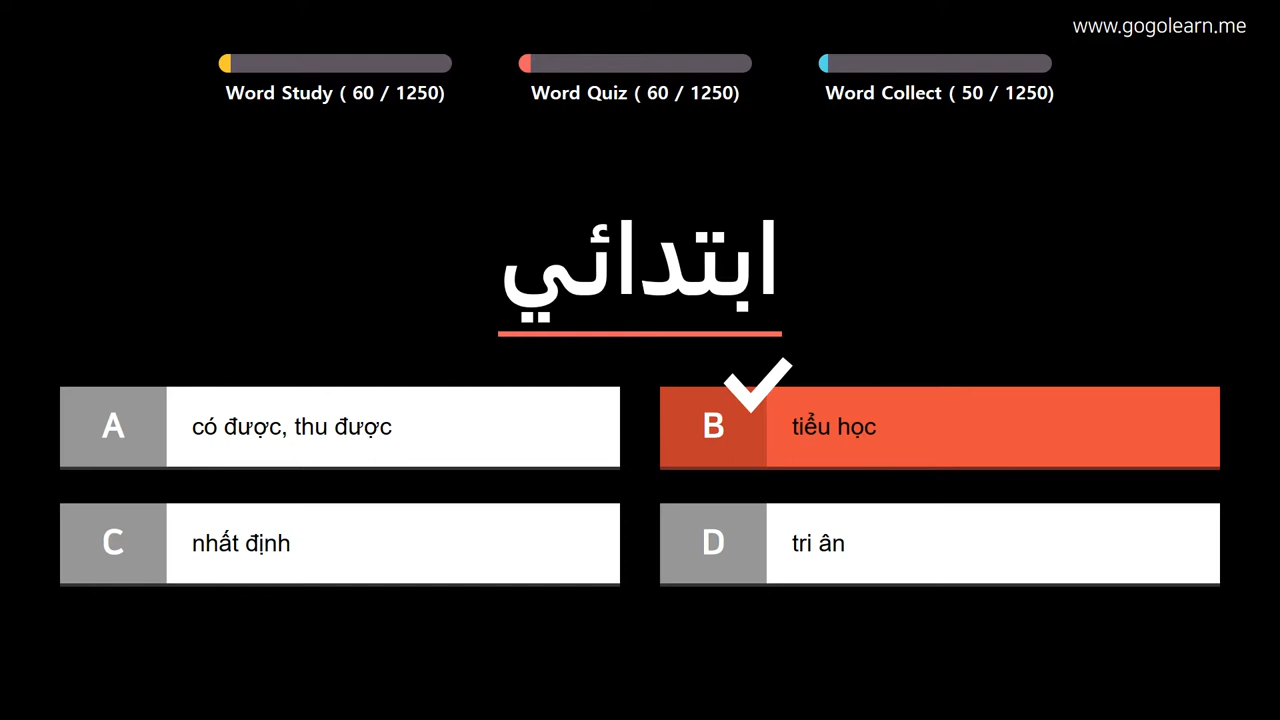 www.gogolearn.me
Word Study ( 60 / 1250)
Word Quiz ( 60 / 1250)
Word Collect ( 50 / 1250)
ابتدائي
A
có được, thu được
B
tiểu học
C
nhất định
D
tri ân